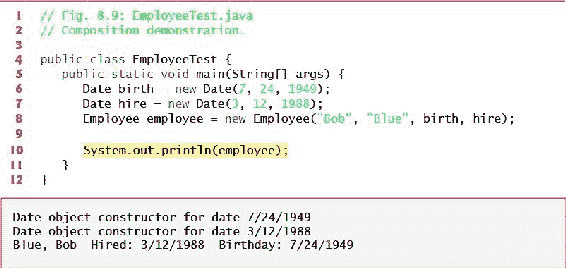 1 // Fig. 8.9: EmployeeTest.java
2 // Composition demonstration.
3
4 public class EmployeeTest {
5 public static void main(String[] args) {
6 Date birth = new Date(7, 24, 1949);
7 Date hire = new Date(3, 12, 1988);
8 Employee employee = new Employee("Bob", "Blue", birth, hire);
9
10 System.out.println(employee);
11 }
12 }
Date object constructor for date 7/24/1949
Date object constructor for date 3/12/1988
Blue, Bob Hired: 3/12/1988 Birthday: 7/24/1949